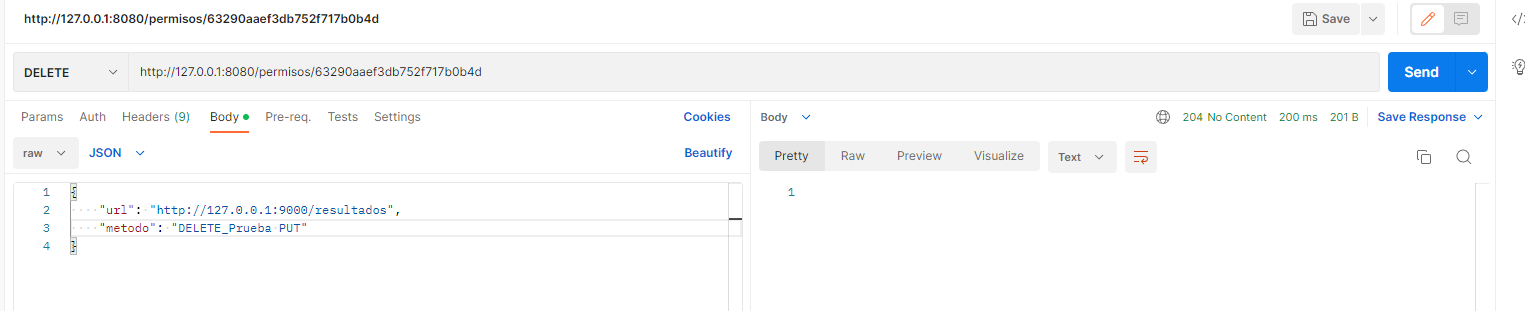 http://127.0.0.1:8080/permisos/63290aaef3db752f717b0b4d
Save
DELETE
http://127.0.0.1:8080/permisos/63290aaef3db752f717b0b4d
Send
Params Auth Headers (9) Body Pre-req. Tests Settings Cookies
raw JSON Beautify
1 {
2 "url": "http://127.0.0.1:9000/resultados",
3 "metodo": "DELETE_Prueba PUT"
4 }
Body 204 No Content 200 ms 201 B Save Response
Pretty Raw Preview Visualize Text
1